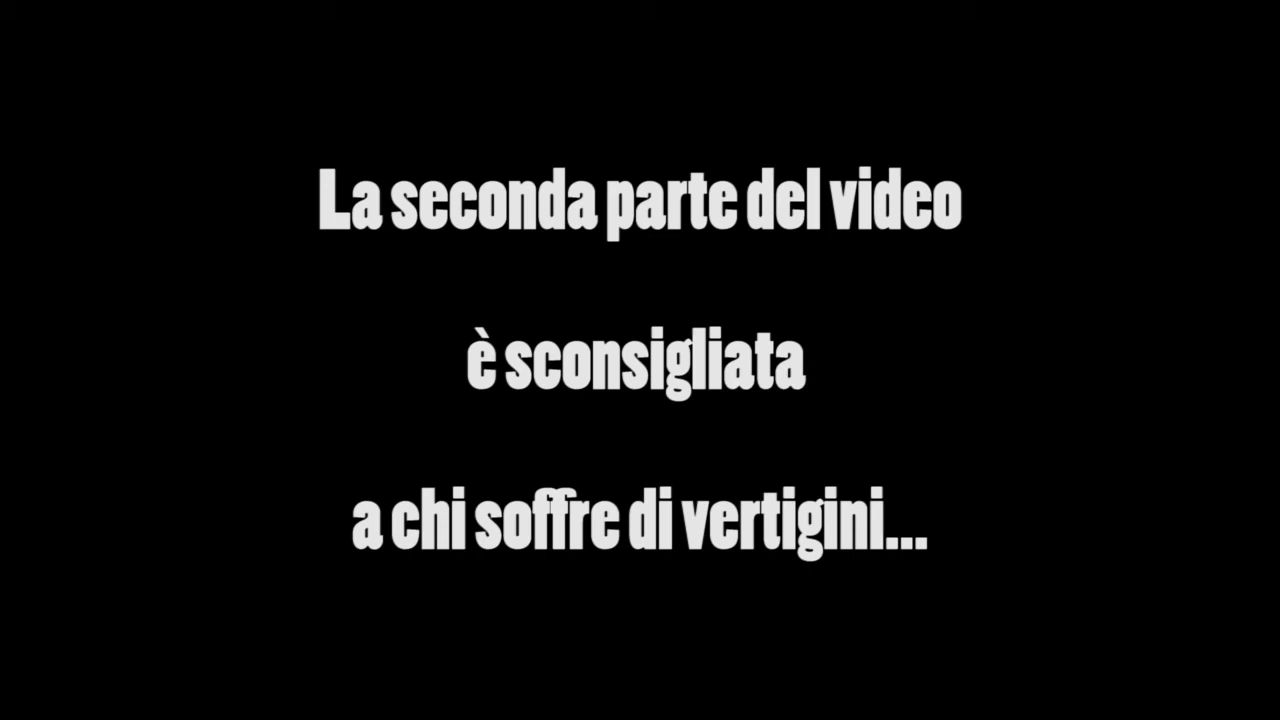 La seconda parte del video
è sconsigliata
a chi soffre di vertigini...